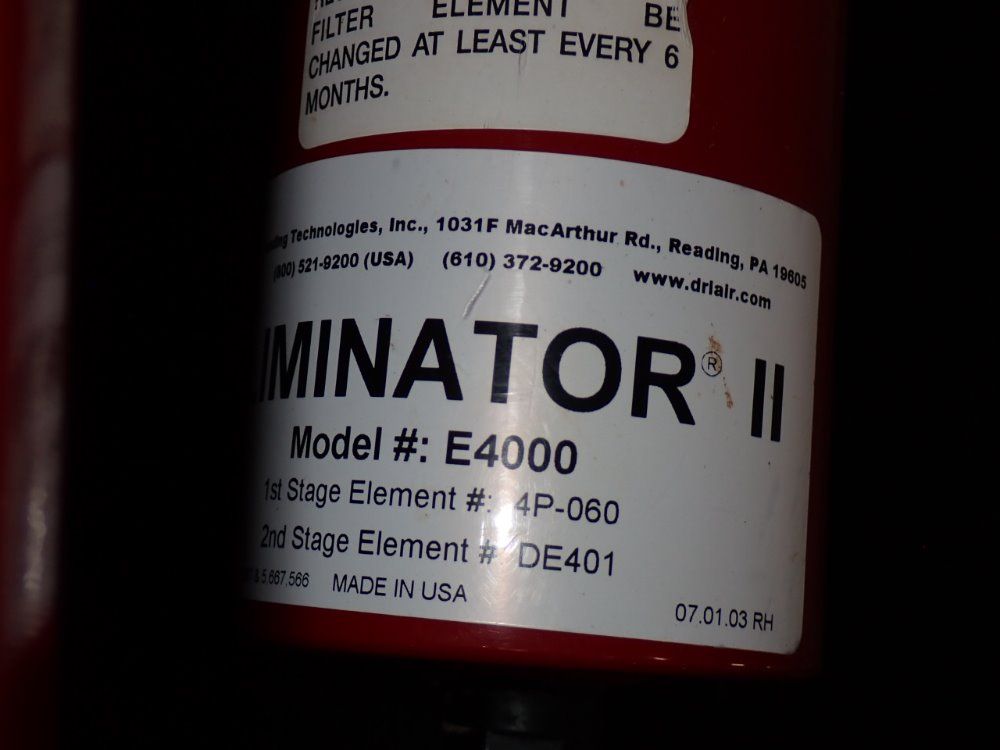 FILTER ELEMENT BE
CHANGED AT LEAST EVERY 6
MONTHS.
Technologies, Inc., 1031F MacArthur Rd., Reading, PA 19605
(800) 521-9200 (USA) (610) 372-9200 www.driair.com
IMINATOR® II
Model #: E4000
1st Stage Element #: 4P-060
2nd Stage Element # DE401
& 5,667,566 MADE IN USA
07.01.03 RH